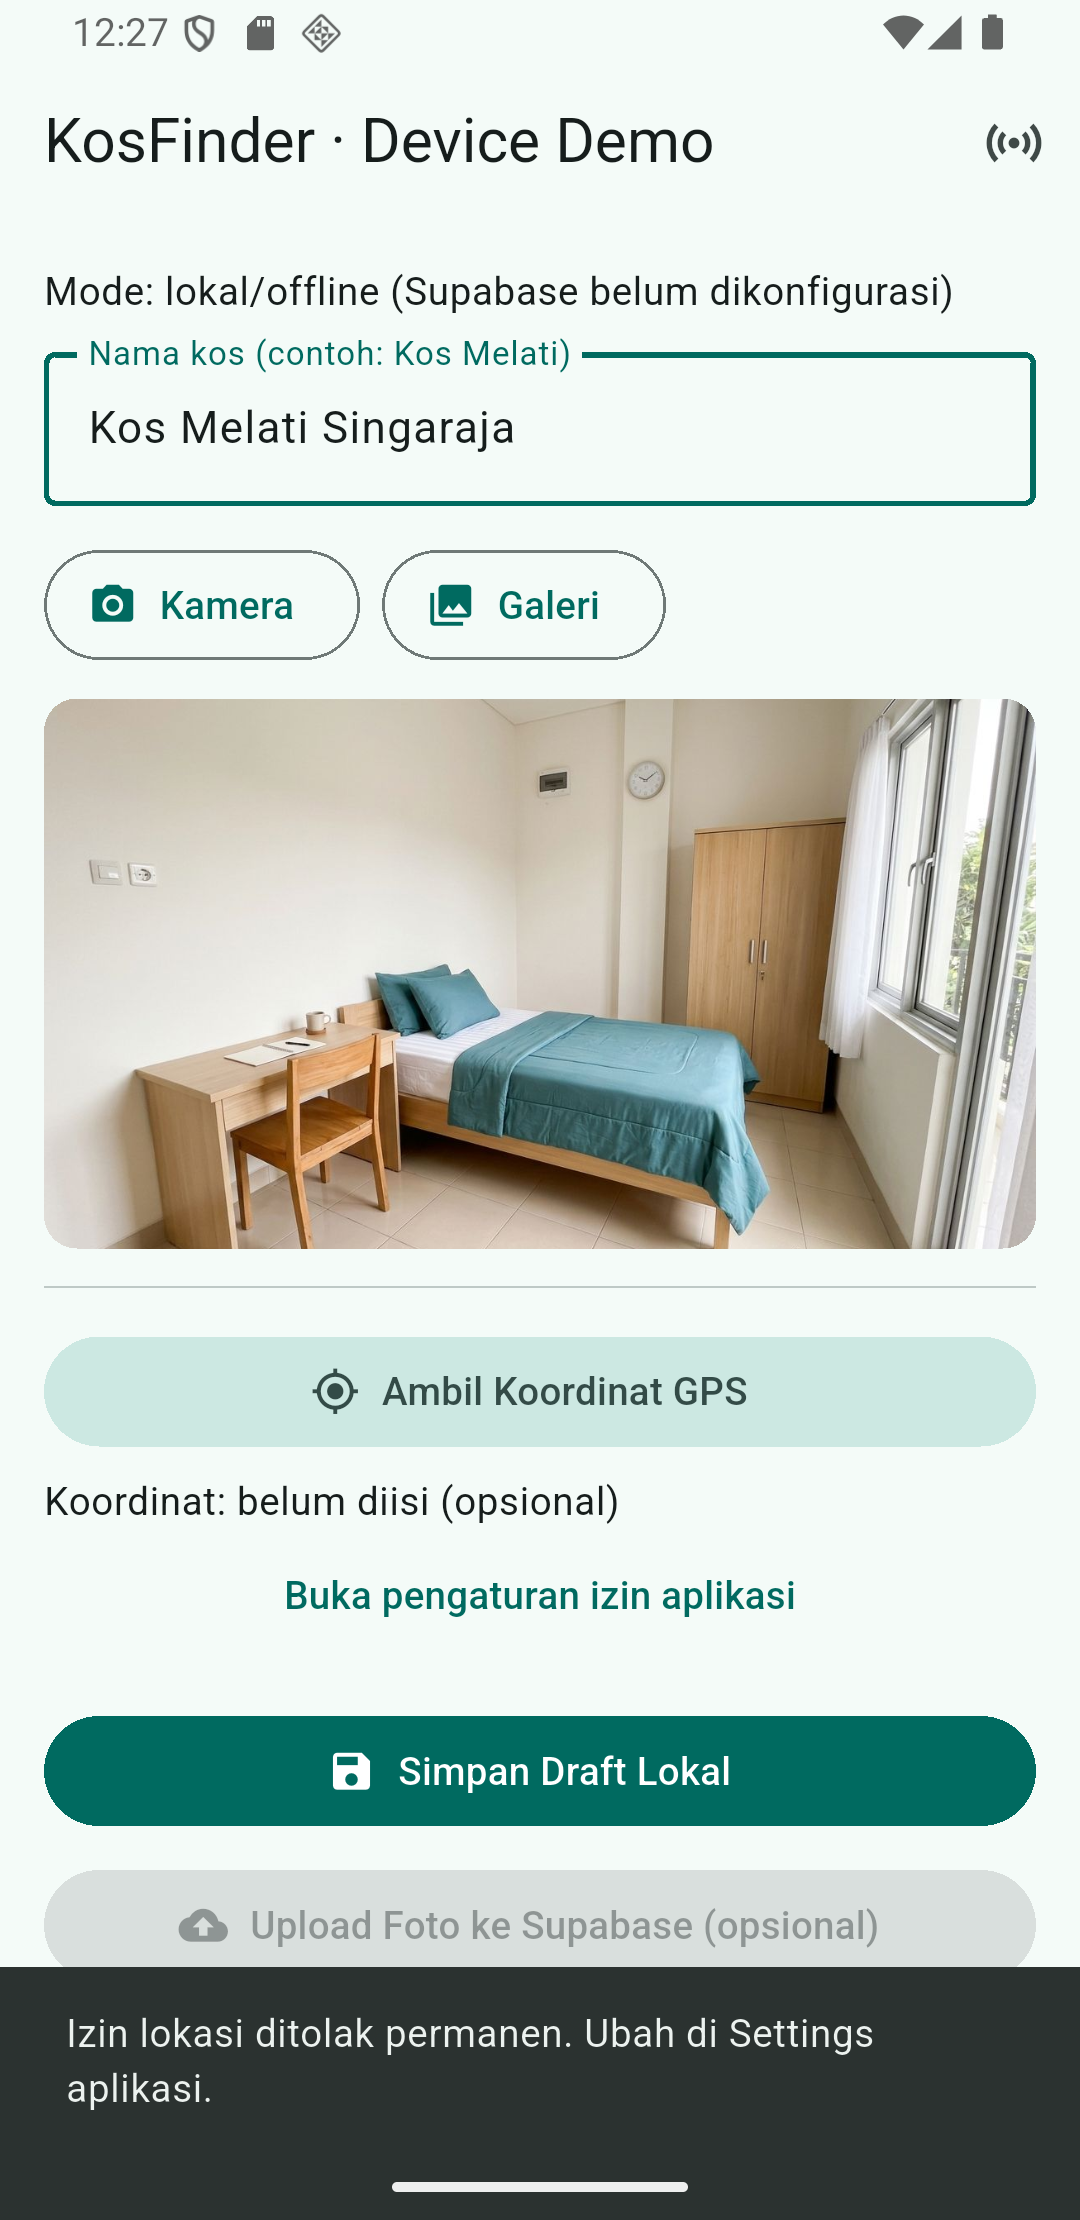 12:27
KosFinder · Device Demo
Mode: lokal/offline (Supabase belum dikonfigurasi)
Nama kos (contoh: Kos Melati)
Kos Melati Singaraja
Kamera
Galeri
Ambil Koordinat GPS
Koordinat: belum diisi (opsional)
Buka pengaturan izin aplikasi
Simpan Draft Lokal
Upload Foto ke Supabase (opsional)
Izin lokasi ditolak permanen. Ubah di Settings
aplikasi.